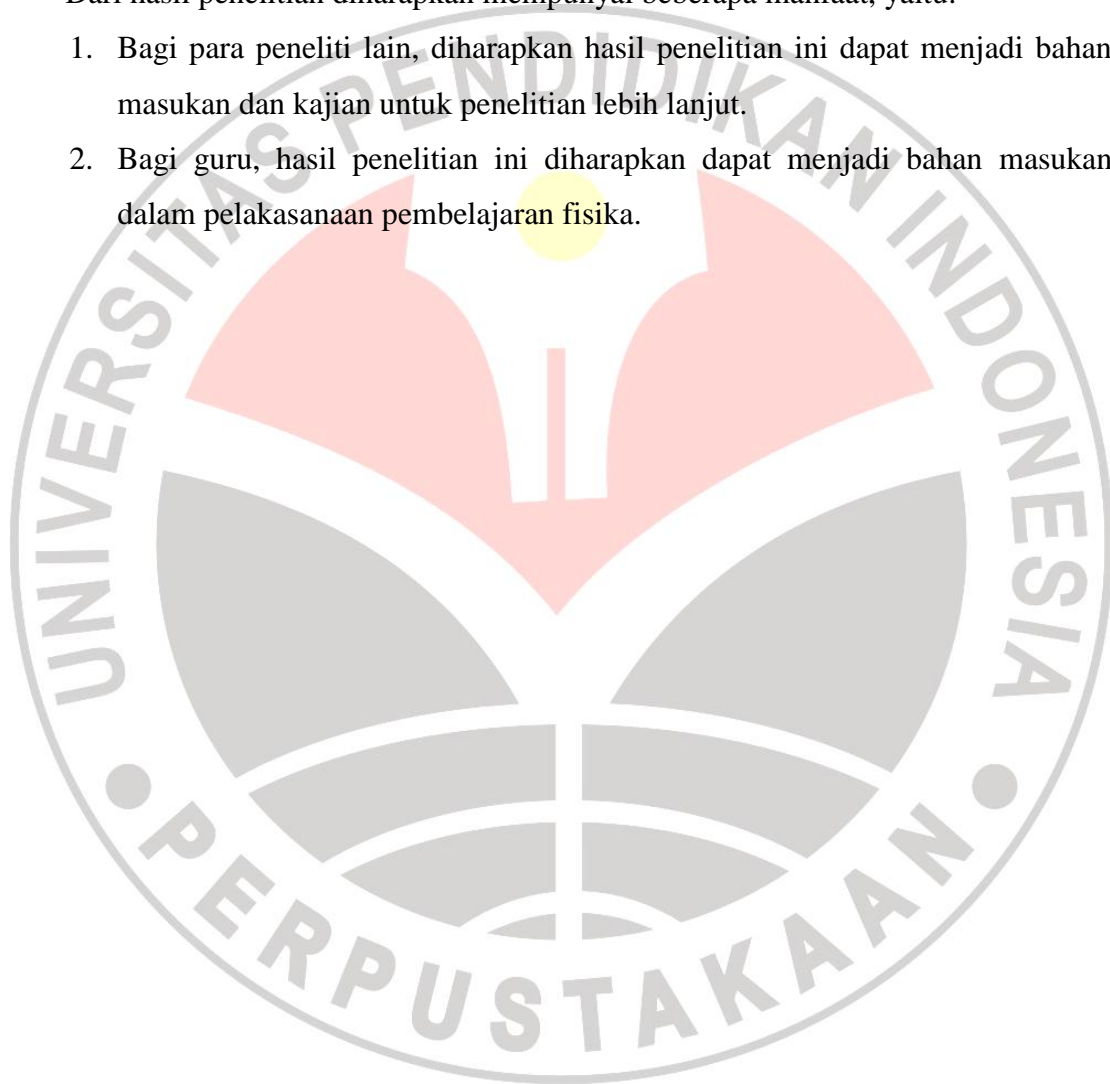 Dari hasil penelitian diharapkan mempunyai beberapa manfaat, yaitu:
1. Bagi para peneliti lain, diharapkan hasil penelitian ini dapat menjadi bahan
masukan dan kajian untuk penelitian lebih lanjut.
2. Bagi guru, hasil penelitian ini diharapkan dapat menjadi bahan masukan
dalam pelakasanaan pembelajaran fisika.
UNIVERSITAS PENDIDIKAN INDONESIA
• PERPUSTAKAAN •